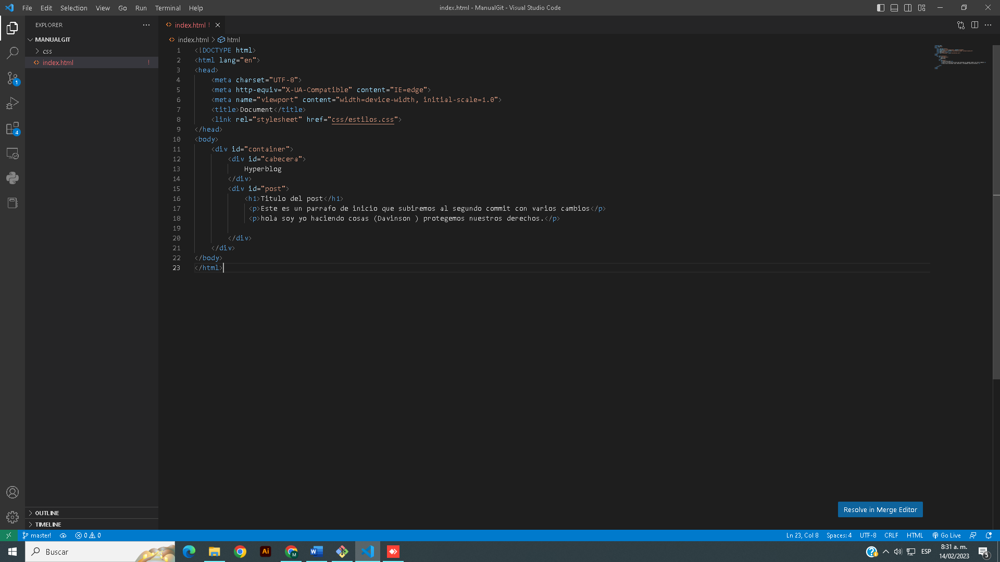 File Edit Selection View Go Run Terminal Help
index.html - ManualGit - Visual Studio Code
EXPLORER
MANUALGIT
css
index.html !
1
4
OUTLINE
TIMELINE
index.html !
index.html > html
1 <!DOCTYPE html>
2 <html lang="en">
3 <head>
4 <meta charset="UTF-8">
5 <meta http-equiv="X-UA-Compatible" content="IE=edge">
6 <meta name="viewport" content="width=device-width, initial-scale=1.0">
7 <title>Document</title>
8 <link rel="stylesheet" href="css/estilos.css">
9 </head>
10 <body>
11 <div id="container">
12 <div id="cabecera">
13 Hyperblog
14 </div>
15 <div id="post">
16 <h1>Titulo del post</h1>
17 <p>Este es un parrafo de inicio que subiremos al segundo commit con varios cambios</p>
18 <p>hola soy yo haciendo cosas (Davinson ) protegemos nuestros derechos.</p>
19
20 </div>
21 </div>
22 </body>
23 </html>
Resolve in Merge Editor
master! 0 0
Ln 23, Col 8 Spaces: 4 UTF-8 CRLF HTML Go Live
Buscar
Ai
M
W
ESP
8:31 a. m.
14/02/2023
5